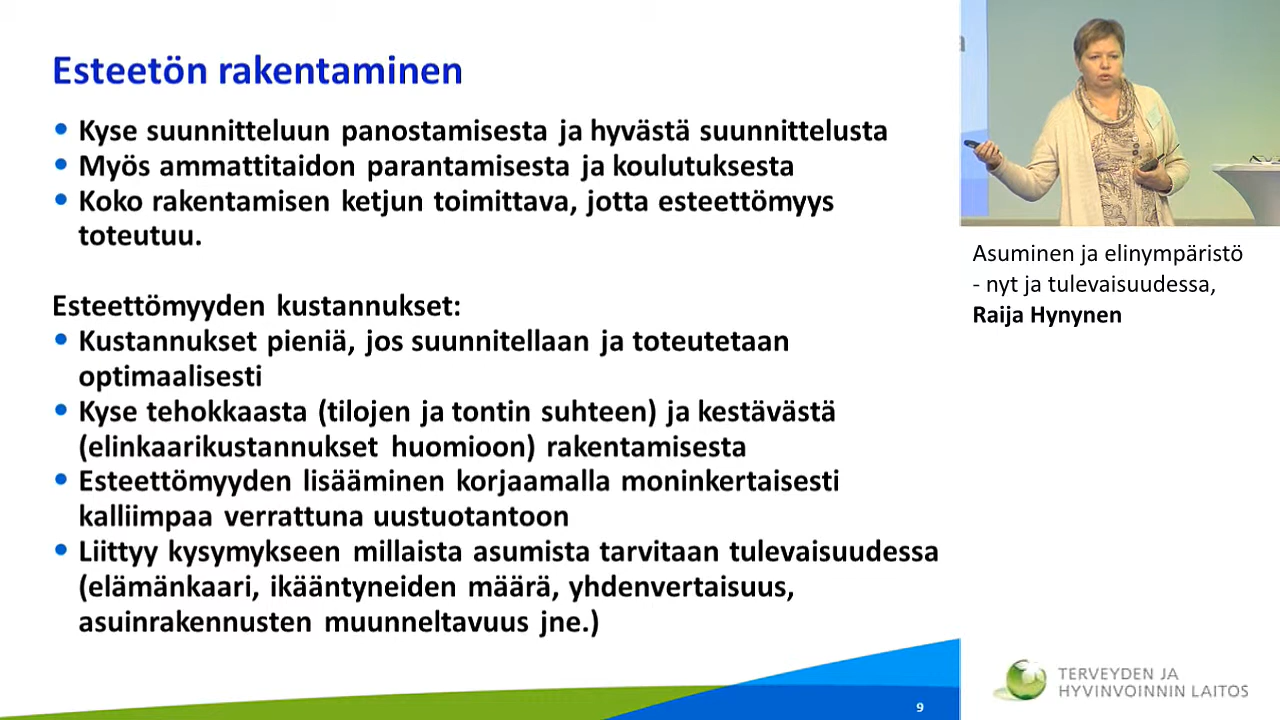 Esteetön rakentaminen
• Kyse suunnitteluun panostamisesta ja hyvästä suunnittelusta
• Myös ammattitaidon parantamisesta ja koulutuksesta
• Koko rakentamisen ketjun toimittava, jotta esteettömyys
toteutuu.
Esteettömyyden kustannukset:
• Kustannukset pieniä, jos suunnitellaan ja toteutetaan
optimaalisesti
• Kyse tehokkaasta (tilojen ja tontin suhteen) ja kestävästä
(elinkaarikustannukset huomioon) rakentamisesta
• Esteettömyyden lisääminen korjaamalla moninkertaisesti
kalliimpaa verrattuna uustuotantoon
• Liittyy kysymykseen millaista asumista tarvitaan tulevaisuudessa
(elämänkaari, ikääntyneiden määrä, yhdenvertaisuus,
asuinrakennusten muunneltavuus jne.)
9
Asuminen ja elinympäristö
- nyt ja tulevaisuudessa,
Raija Hynynen
TERVEYDEN JA
HYVINVOINNIN LAITOS